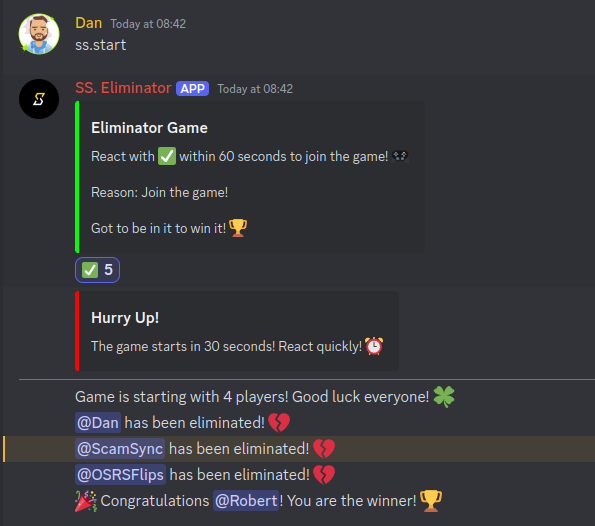 Dan Today at 08:42
ss.start
SS. Eliminator APP Today at 08:42
Eliminator Game
React with ✅ within 60 seconds to join the game! 🎮
Reason: Join the game!
Got to be in it to win it! 🏆
✅ 5
Hurry Up!
The game starts in 30 seconds! React quickly! ⏰
Game is starting with 4 players! Good luck everyone! 🍀
@Dan has been eliminated! 💔
@ScamSync has been eliminated! 💔
@OSRSFlips has been eliminated! 💔
🎉 Congratulations @Robert! You are the winner! 🏆